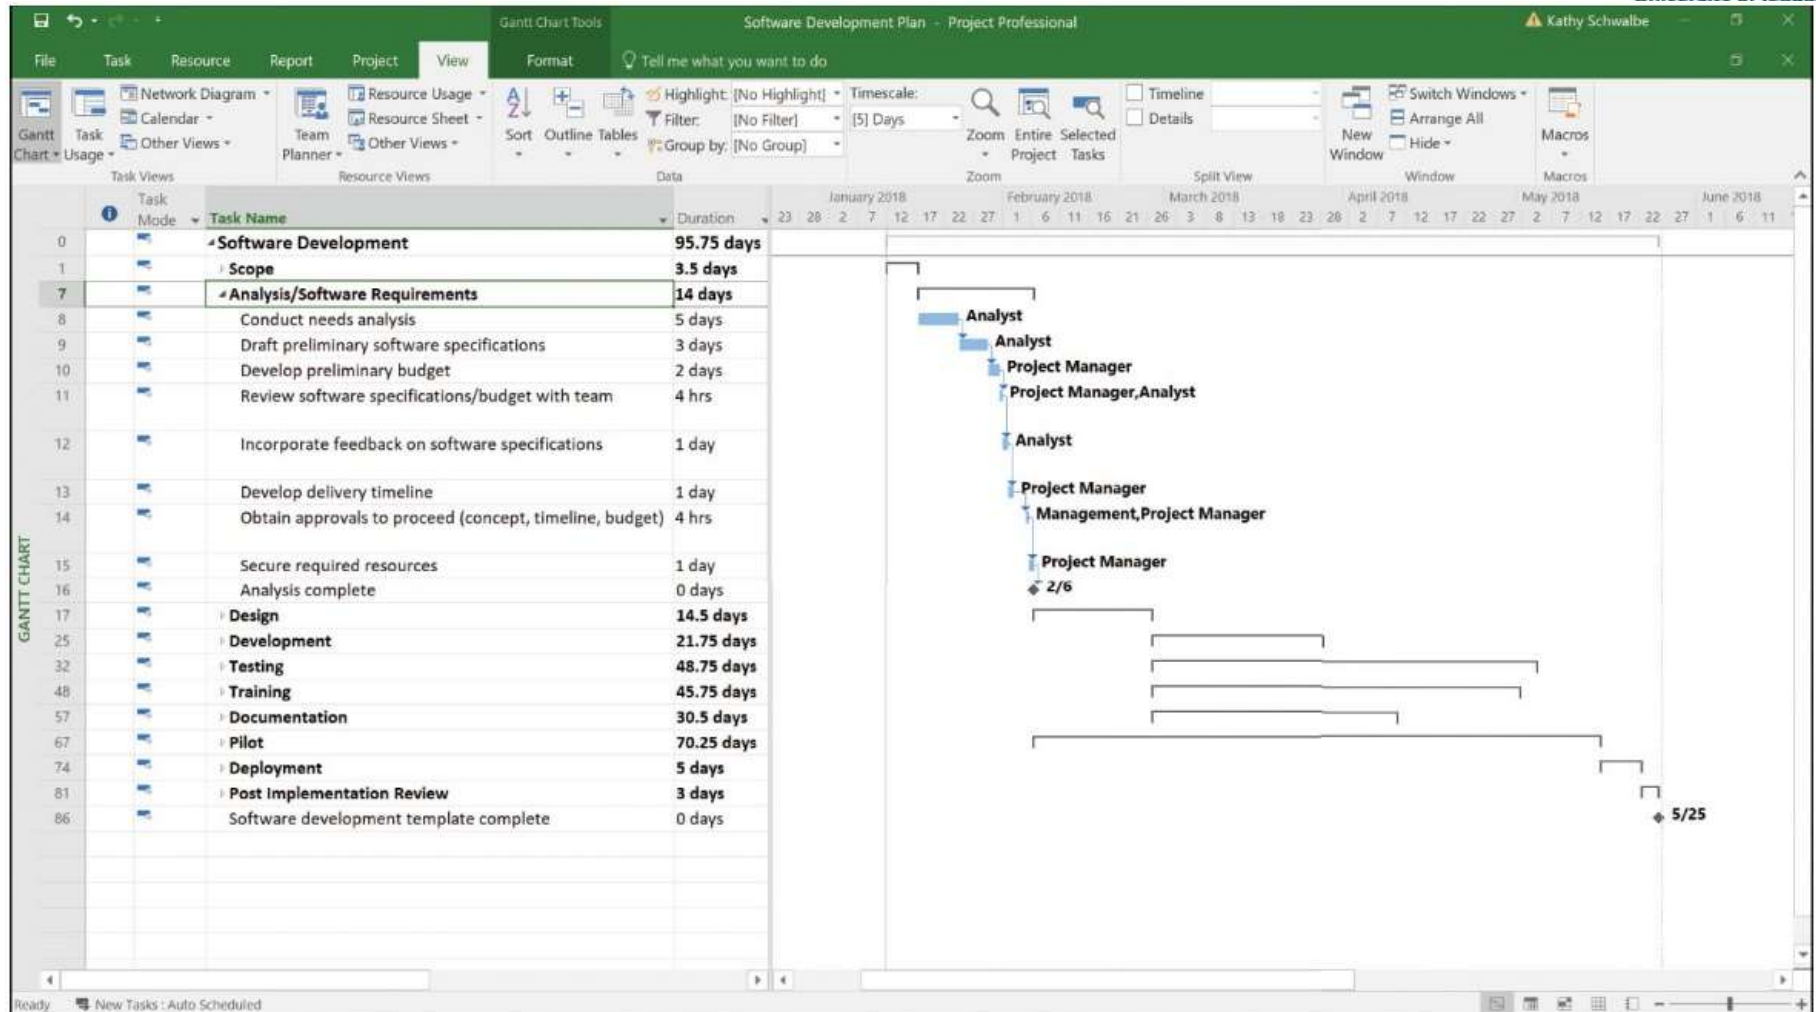 Gantt Chart Tools
Software Development Plan - Project Professional
Kathy Schwalbe
File Task Resource Report Project View Format Tell me what you want to do
Network Diagram
Calendar
Other Views
Gantt Chart
Task Usage
Task Views
Team Planner
Resource Usage
Resource Sheet
Other Views
Resource Views
Sort Outline Tables
Highlight: [No Highlight]
Filter: [No Filter]
Group by: [No Group]
Data
Timescale:
[5] Days
Zoom
Entire Project
Selected Tasks
Zoom
Timeline
Details
Split View
New Window
Switch Windows
Arrange All
Hide
Window
Macros
Macros
Task Mode Task Name Duration
January 2018 February 2018 March 2018 April 2018 May 2018 June 2018
23 28 2 7 12 17 22 27 1 6 11 16 21 26 3 8 13 18 23 28 2 7 12 17 22 27 2 7 12 17 22 27 1 6 11
0 Software Development 95.75 days
1 Scope 3.5 days
7 Analysis/Software Requirements 14 days
8 Conduct needs analysis 5 days Analyst
9 Draft preliminary software specifications 3 days Analyst
10 Develop preliminary budget 2 days Project Manager
11 Review software specifications/budget with team 4 hrs Project Manager,Analyst
12 Incorporate feedback on software specifications 1 day Analyst
13 Develop delivery timeline 1 day Project Manager
14 Obtain approvals to proceed (concept, timeline, budget) 4 hrs Management,Project Manager
15 Secure required resources 1 day Project Manager
16 Analysis complete 0 days 2/6
17 Design 14.5 days
25 Development 21.75 days
32 Testing 48.75 days
48 Training 45.75 days
57 Documentation 30.5 days
67 Pilot 70.25 days
74 Deployment 5 days
81 Post Implementation Review 3 days
86 Software development template complete 0 days 5/25
GANTT CHART
Ready New Tasks : Auto Scheduled